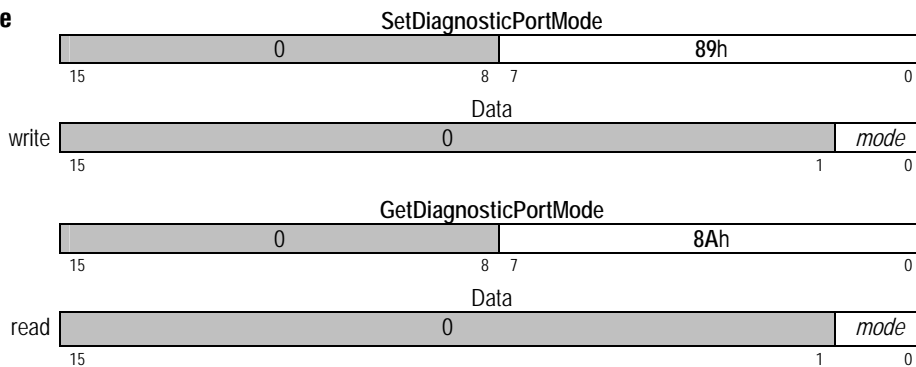 e
SetDiagnosticPortMode
0 89h
15 8 7 0
Data
write 0 mode
15 1 0
GetDiagnosticPortMode
0 8Ah
15 8 7 0
Data
read 0 mode
15 1 0